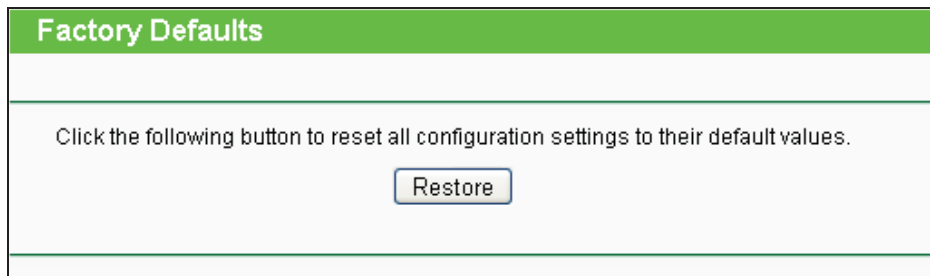 Factory Defaults
Click the following button to reset all configuration settings to their default values.
Restore